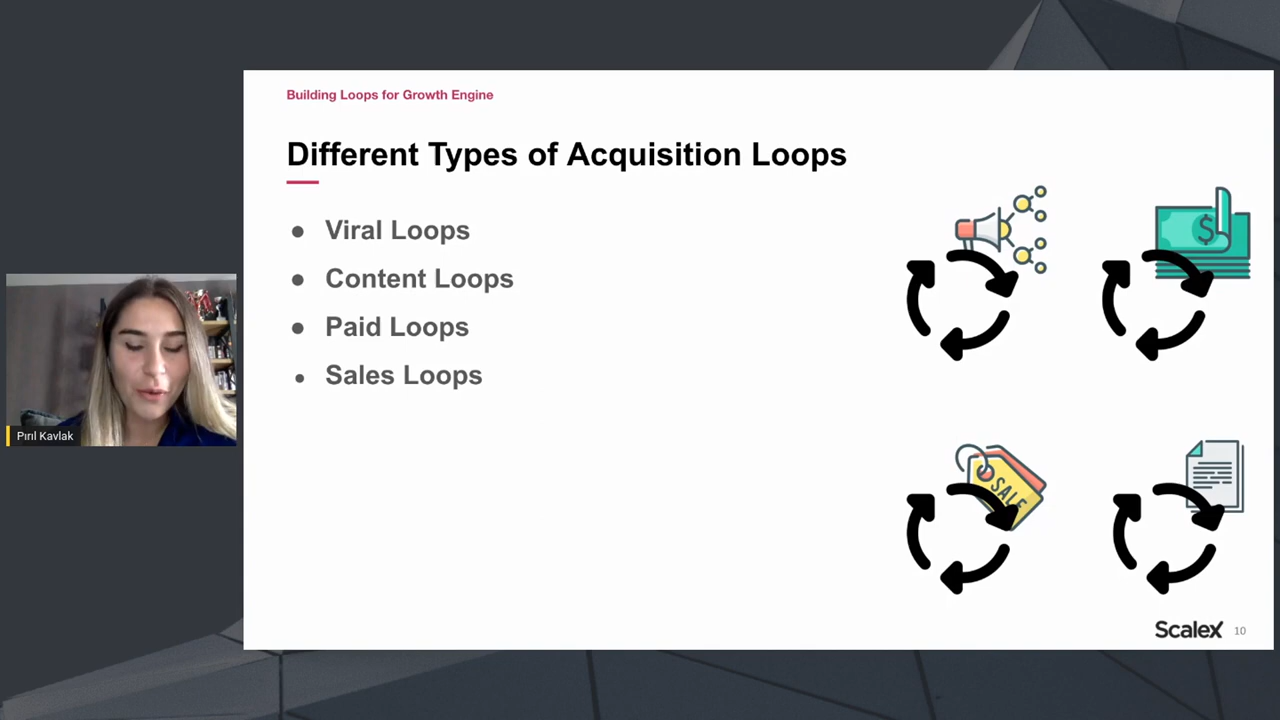 Building Loops for Growth Engine
Different Types of Acquisition Loops
● Viral Loops
● Content Loops
● Paid Loops
● Sales Loops
$
SALE
Pırıl Kavlak
ScaleX 10